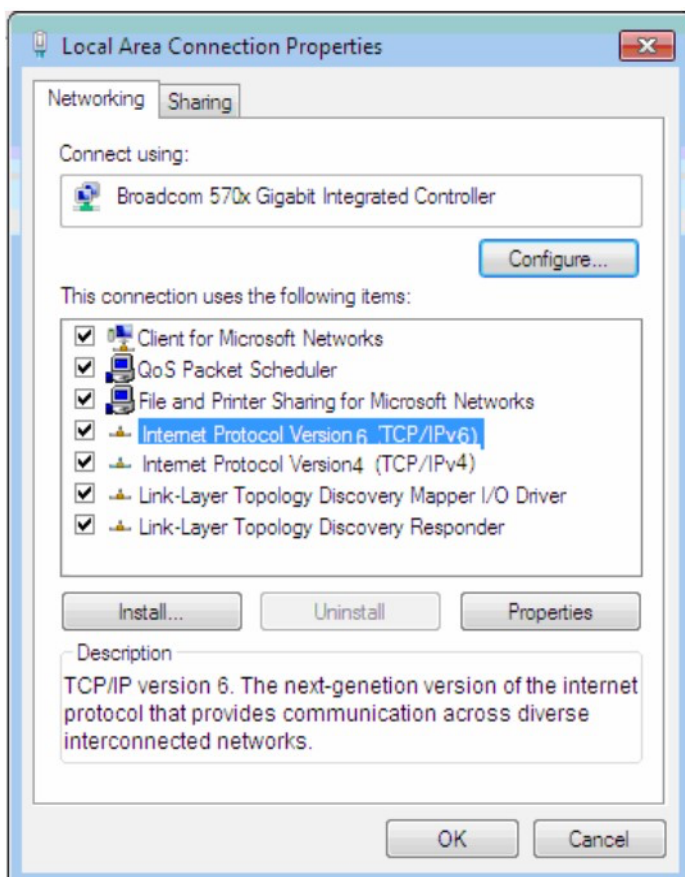 Local Area Connection Properties
Networking
Sharing
Connect using:
Broadcom 570x Gigabit Integrated Controller
Configure...
This connection uses the following items:
Client for Microsoft Networks
QoS Packet Scheduler
File and Printer Sharing for Microsoft Networks
Internet Protocol Version 6 'TCP/IPv6)
Internet Protocol Version4 (TCP/IPv4)
Link-Layer Topology Discovery Mapper I/O Driver
Link-Layer Topology Discovery Responder
Install...
Uninstall
Properties
Description
TCP/IP version 6. The next-genetion version of the internet
protocol that provides communication across diverse
interconnected networks.
OK
Cancel